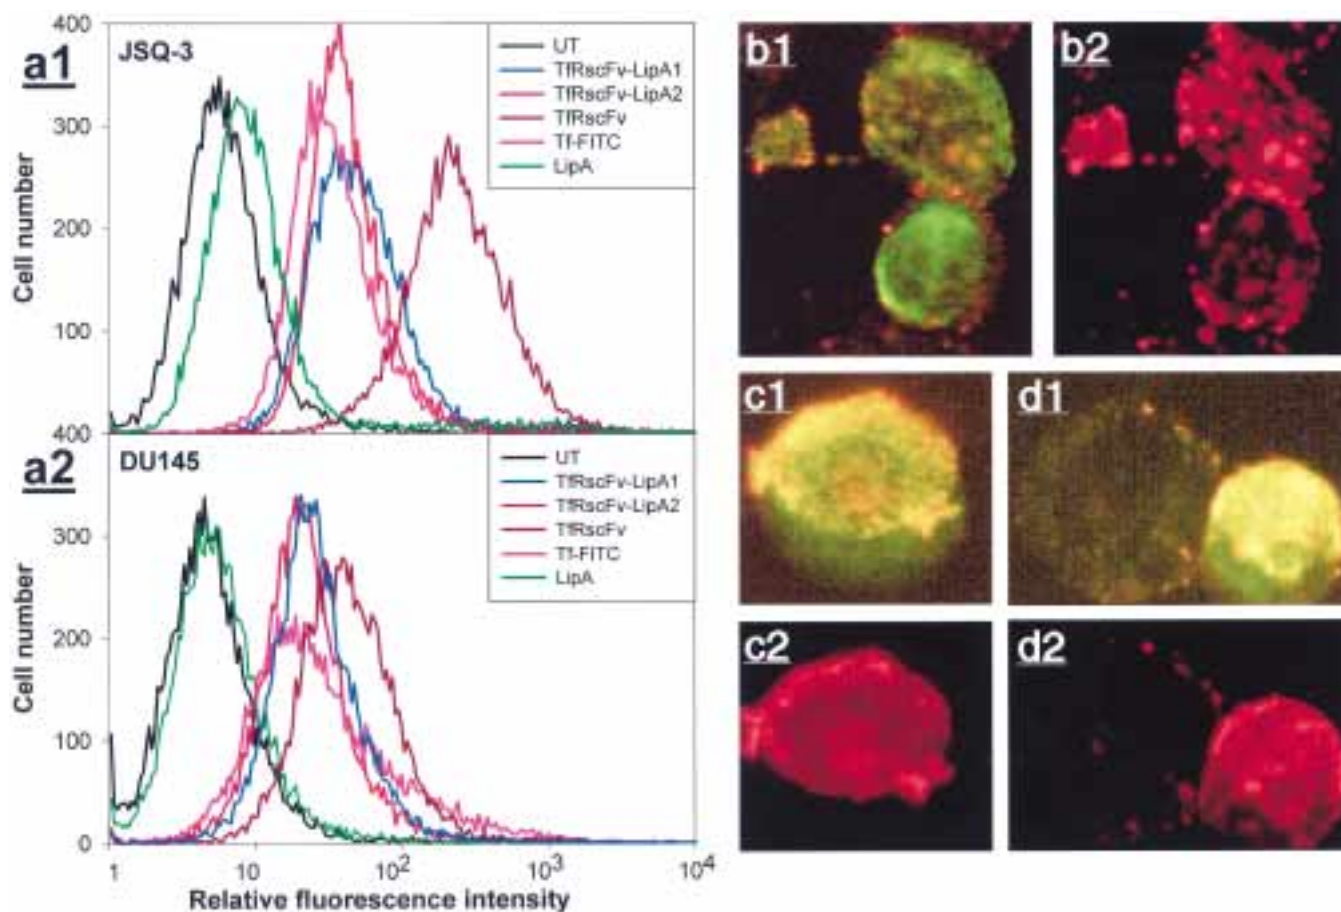 a1
JSQ-3
400
300
200
100
Cell number
UT
TfRscFv-LipA1
TfRscFv-LipA2
TfRscFv
Tf-FITC
LipA
a2
DU145
400
300
200
100
0
Cell number
UT
TfRscFv-LipA1
TfRscFv-LipA2
TfRscFv
Tf-FITC
LipA
1 10 10² 10³ 10⁴
Relative fluorescence intensity
b1
b2
c1
d1
c2
d2